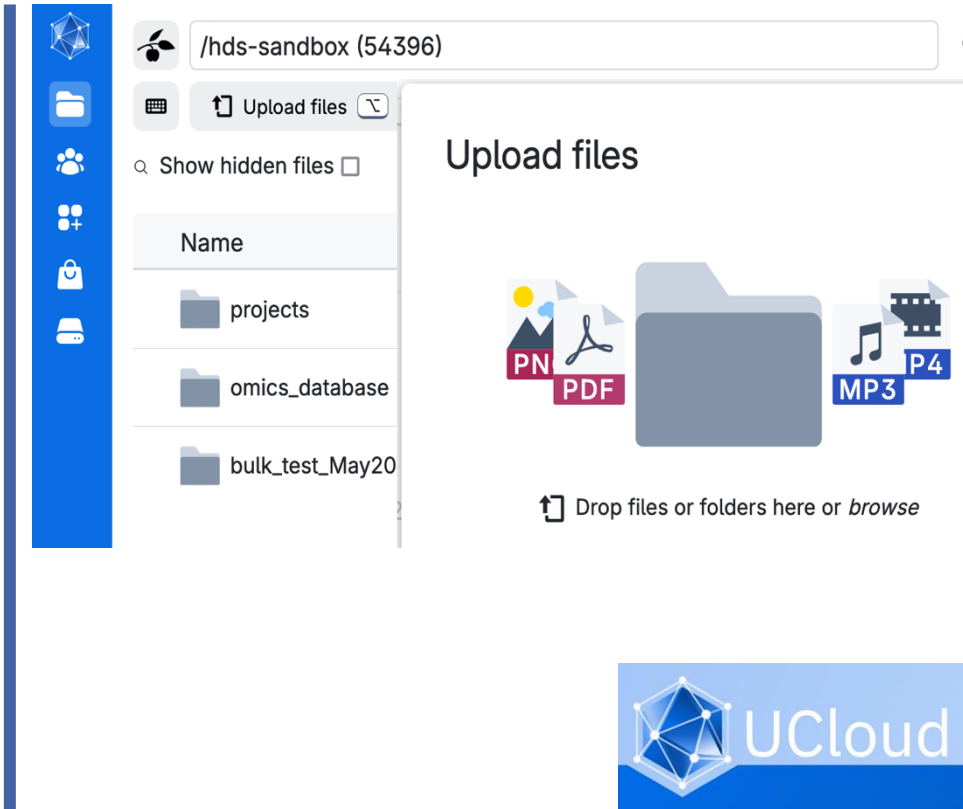 /hds-sandbox (54396)
Upload files ⌥
Show hidden files
Name
projects
omics_database
bulk_test_May20
Upload files
PN
PDF
MP3
P4
Drop files or folders here or browse
UCloud